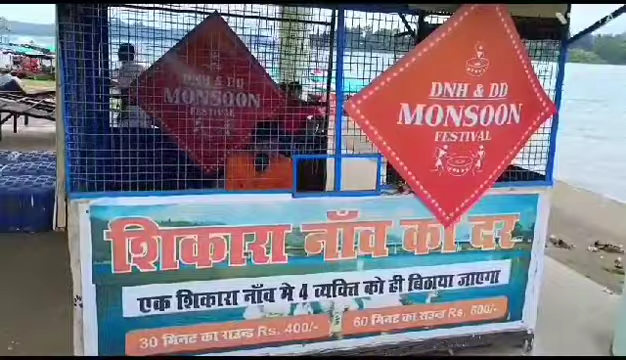 DNH & DD
MONSOON
FESTIVAL
DNH & DD
MONSOON
FESTIVAL
शिकारा नाँव का दर
एक शिकारा नाँव मे 4 व्यक्ति को ही बिठाया जाएगा
30 मिनट का राउन्ड Rs. 400/-
60 मिनट का राउन्ड Rs. 600/-